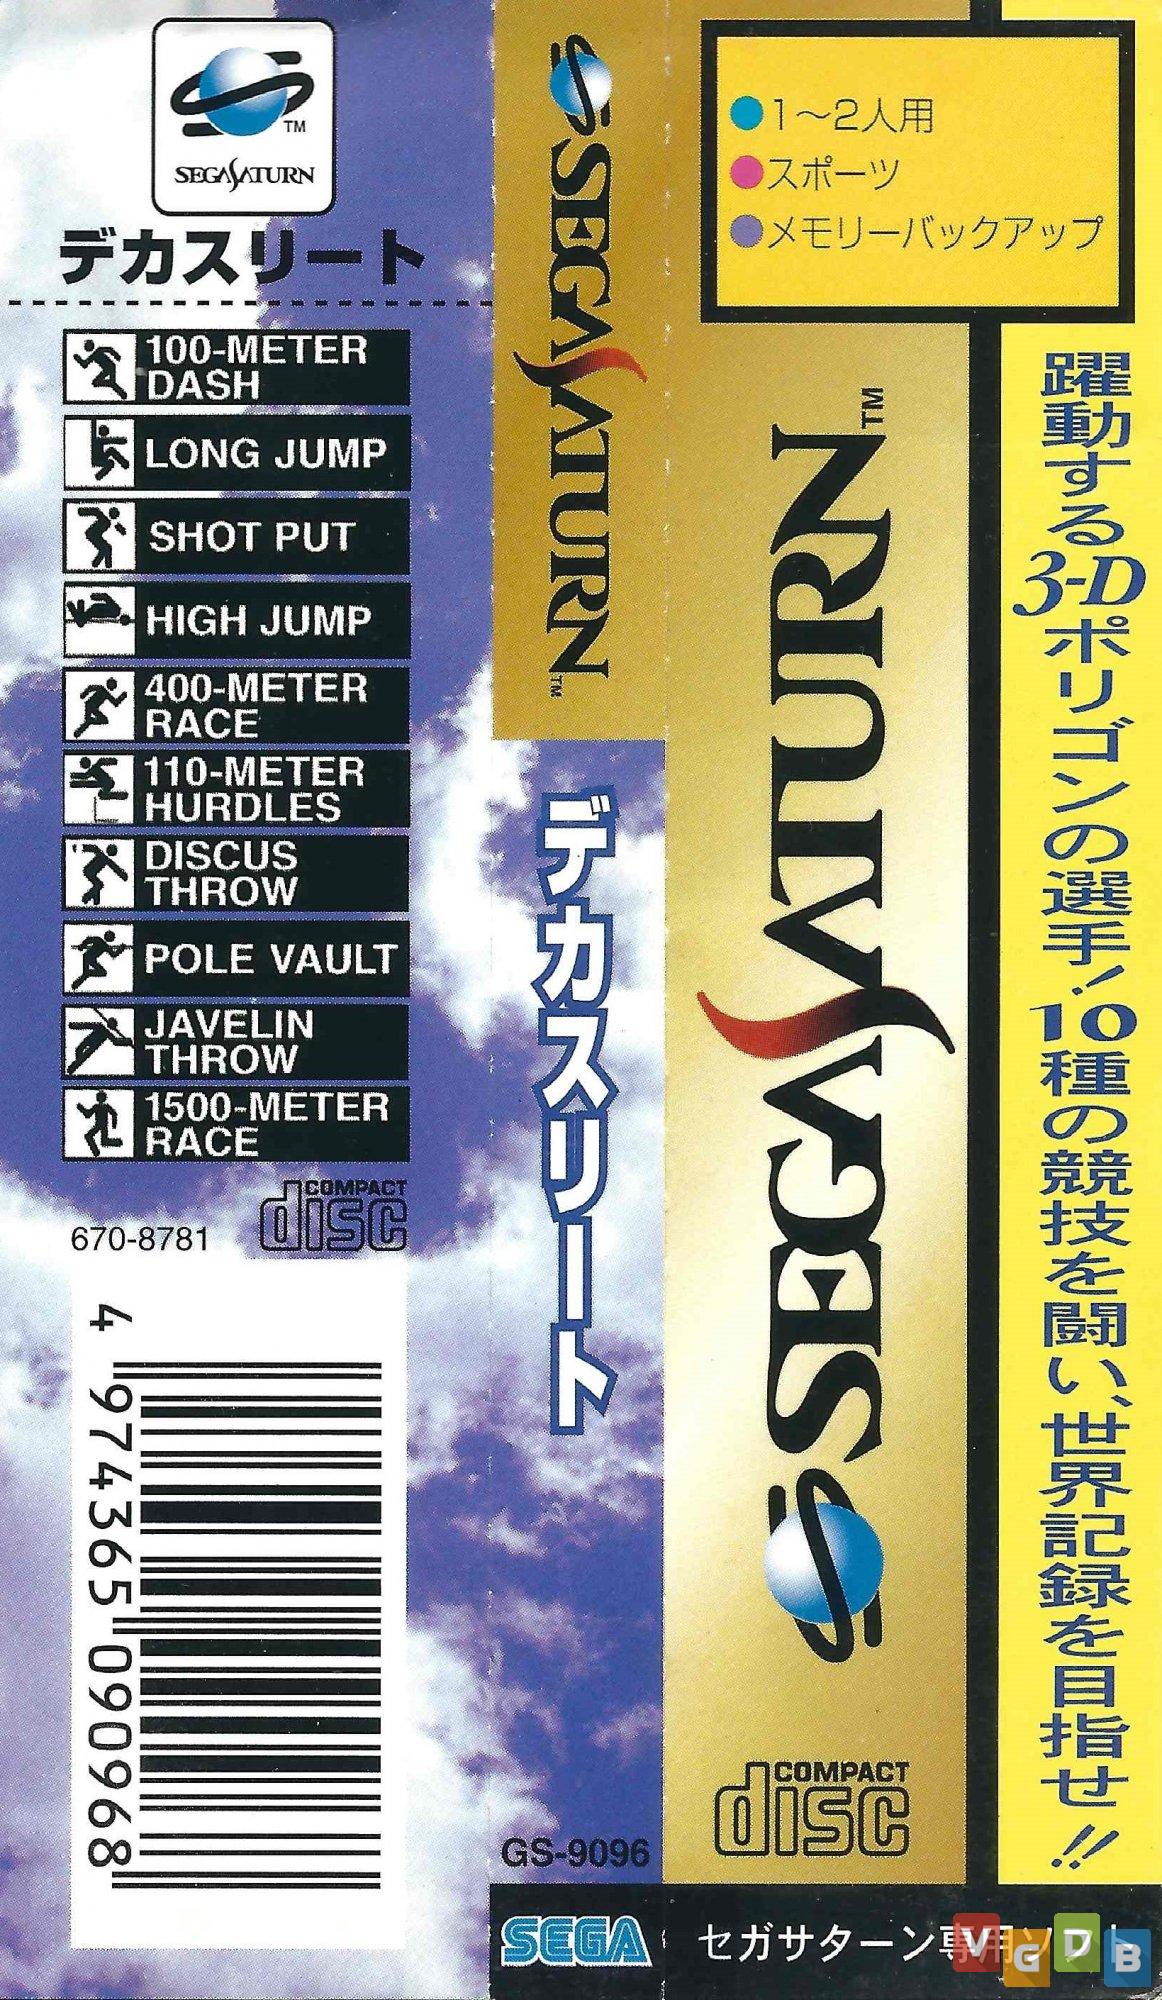 TM
SEGA SATURN
デカスリート
100-METER
DASH
LONG JUMP
SHOT PUT
HIGH JUMP
400-METER
RACE
110-METER
HURDLES
DISCUS
THROW
POLE VAULT
JAVELIN
THROW
1500-METER
RACE
670-8781
COMPACT
disc
4 974365 090968
SEGA SATURN TM
デカスリート
GS-9096
SEGA
1～2人用
スポーツ
メモリーバックアップ
SEGA SATURN TM
COMPACT
disc
躍動する3-Dポリゴンの選手!10種の競技を闘い、世界記録を目指せ!!
セガサターン専用ソフト
VGDB